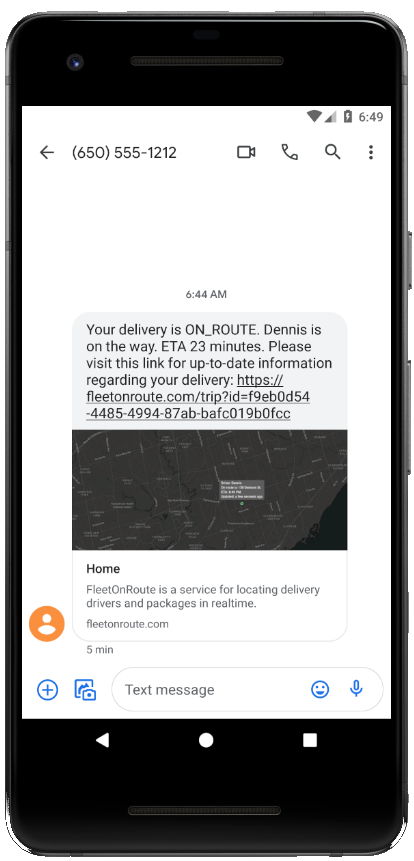 6:49
(650) 555-1212
6:44 AM
Your delivery is ON_ROUTE. Dennis is
on the way. ETA 23 minutes. Please
visit this link for up-to-date information
regarding your delivery: https://
fleetonroute.com/trip?id=f9eb0d54
-4485-4994-87ab-bafc019b0fcc
Home
FleetOnRoute is a service for locating delivery
drivers and packages in realtime.
fleetonroute.com
5 min
Text message